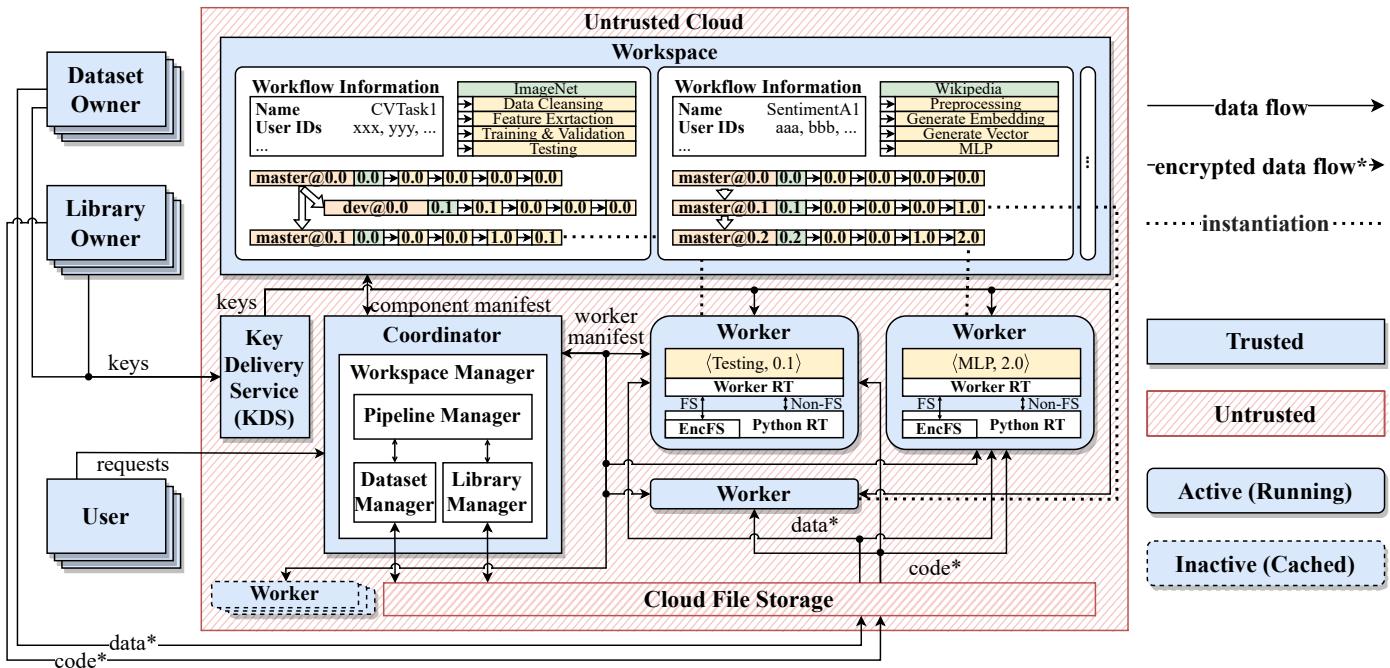 Untrusted Cloud
Workspace
Workflow Information
Name CVTask1
User IDs xxx, yyy, ...
...
ImageNet
Data Cleansing
Feature Exrtaction
Training & Validation
Testing
master@0.0 0.0 0.0 0.0 0.0 0.0
dev@0.0 0.1 0.1 0.0 0.0 0.0
master@0.1 0.0 0.0 0.0 1.0 0.1
Workflow Information
Name SentimentA1
User IDs aaa, bbb, ...
...
Wikipedia
Preprocessing
Generate Embedding
Generate Vector
MLP
master@0.0 0.0 0.0 0.0 0.0 0.0
master@0.1 0.1 0.0 0.0 0.0 1.0
master@0.2 0.2 0.0 0.0 1.0 2.0
...
Dataset
Owner
Library
Owner
keys
keys
Key
Delivery
Service
(KDS)
requests
User
component manifest
Coordinator
Workspace Manager
Pipeline Manager
Dataset
Manager
Library
Manager
worker
manifest
Worker
⟨Testing, 0.1⟩
Worker RT
FS Non-FS
EncFS Python RT
Worker
⟨MLP, 2.0⟩
Worker RT
FS Non-FS
EncFS Python RT
Worker
data*
code*
Worker
Cloud File Storage
data*
code*
data flow
encrypted data flow*
instantiation
Trusted
Untrusted
Active (Running)
Inactive (Cached)